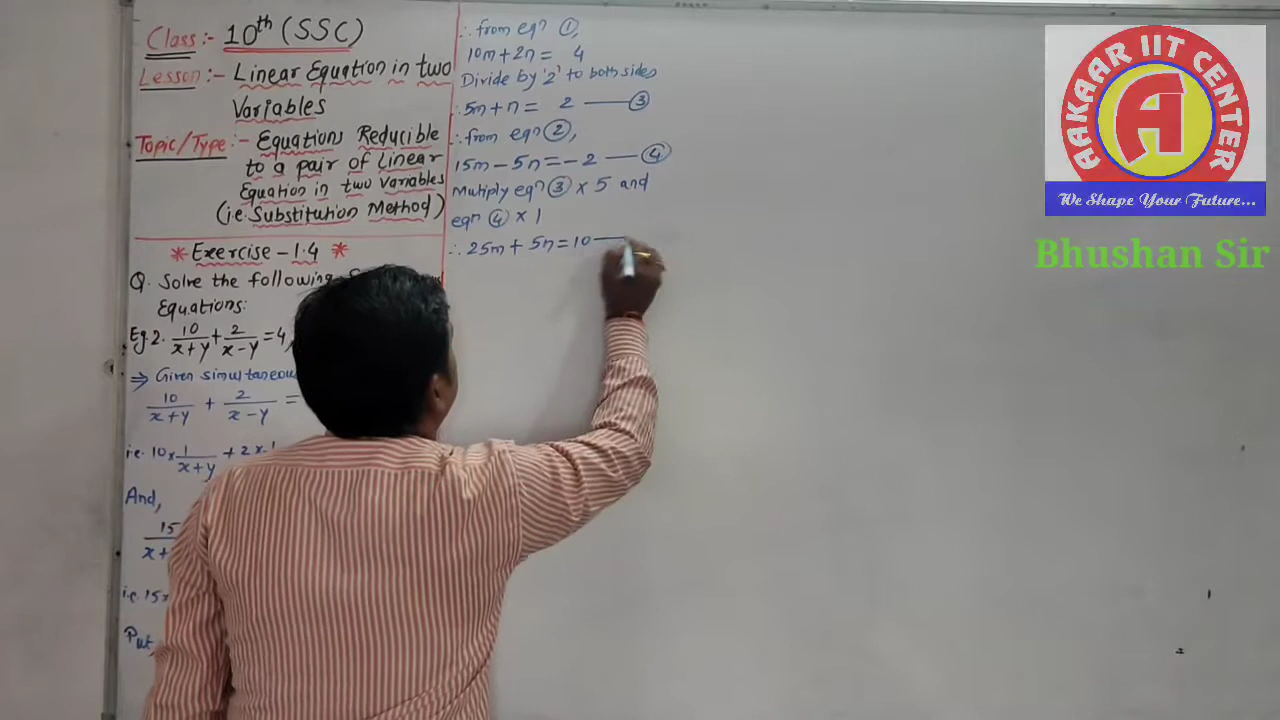 Class:- 10th (SSC)
Lesson:- Linear Equation in two
Variables
Topic/Type:- Equations Reducible
to a pair of Linear
Equation in two variables
(i.e. Substitution Method)
* Exercise-1.4 *
Q. Solve the following
Equations:
Eg.2. 10/x+y + 2/x-y = 4,
⇒ Given simultaneous
10/x+y + 2/x-y =
i.e. 10 x 1/x+y + 2 x
And,
15
x+
i.e. 15x
Put
∴ from eqn ①,
10m+2n= 4
Divide by '2' to both sides
∴ 5m+n= 2 —— ③
∴ from eqn ②,
15m-5n=-2 —— ④
Mutiply eqn ③ x 5 and
eqn ④ x 1
∴ 25m+5n=10 ——
AAKAAR IIT CENTER
A
We Shape Your Future...
Bhushan Sir